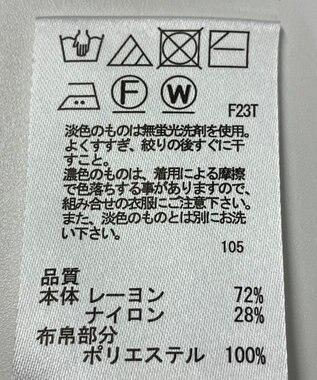 F W F23T
淡色のものは無蛍光洗剤を使用。
よくすすぎ、絞りの後すぐに干
すこと。
濃色のものは、着用による摩擦
で色落ちする事がありますので、
組み合せの衣服にご注意下さい。
また、淡色のものとは別にお洗
い下さい。
105
品質
本体 レーヨン 72%
ナイロン 28%
布帛部分
ポリエステル 100%